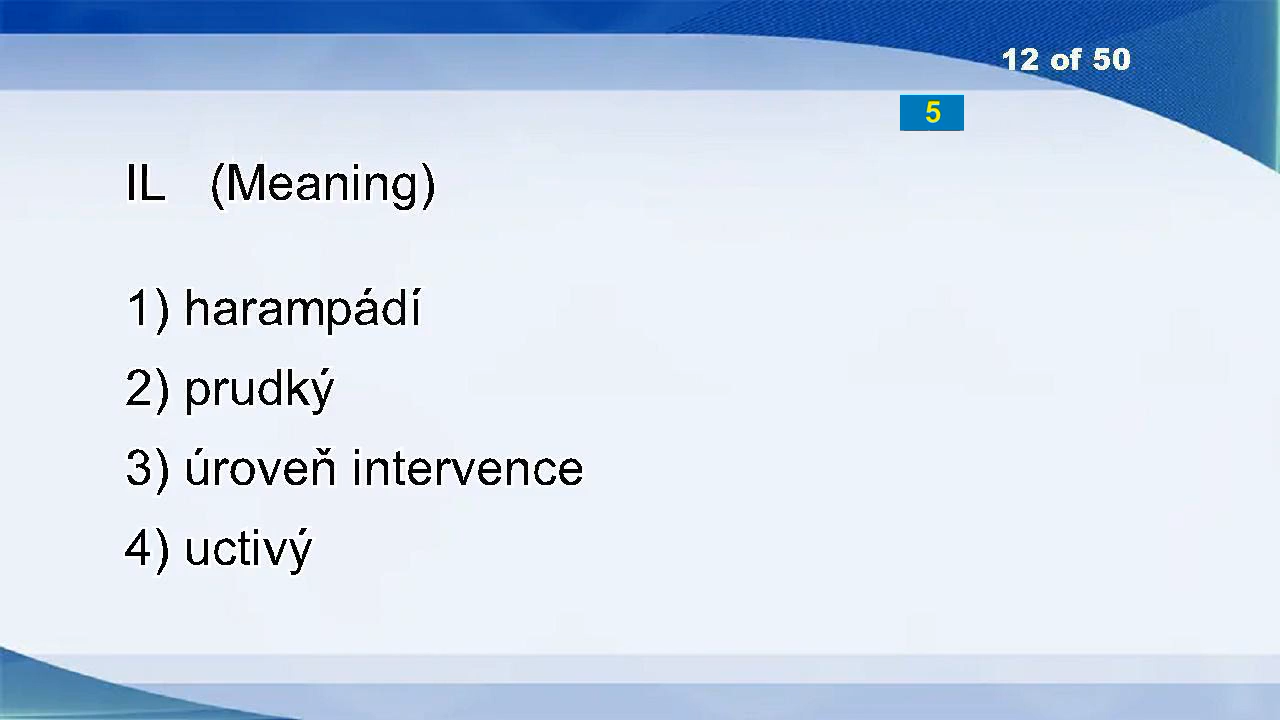 12 of 50
5
IL (Meaning)
1) harampádí
2) prudký
3) úroveň intervence
4) uctivý